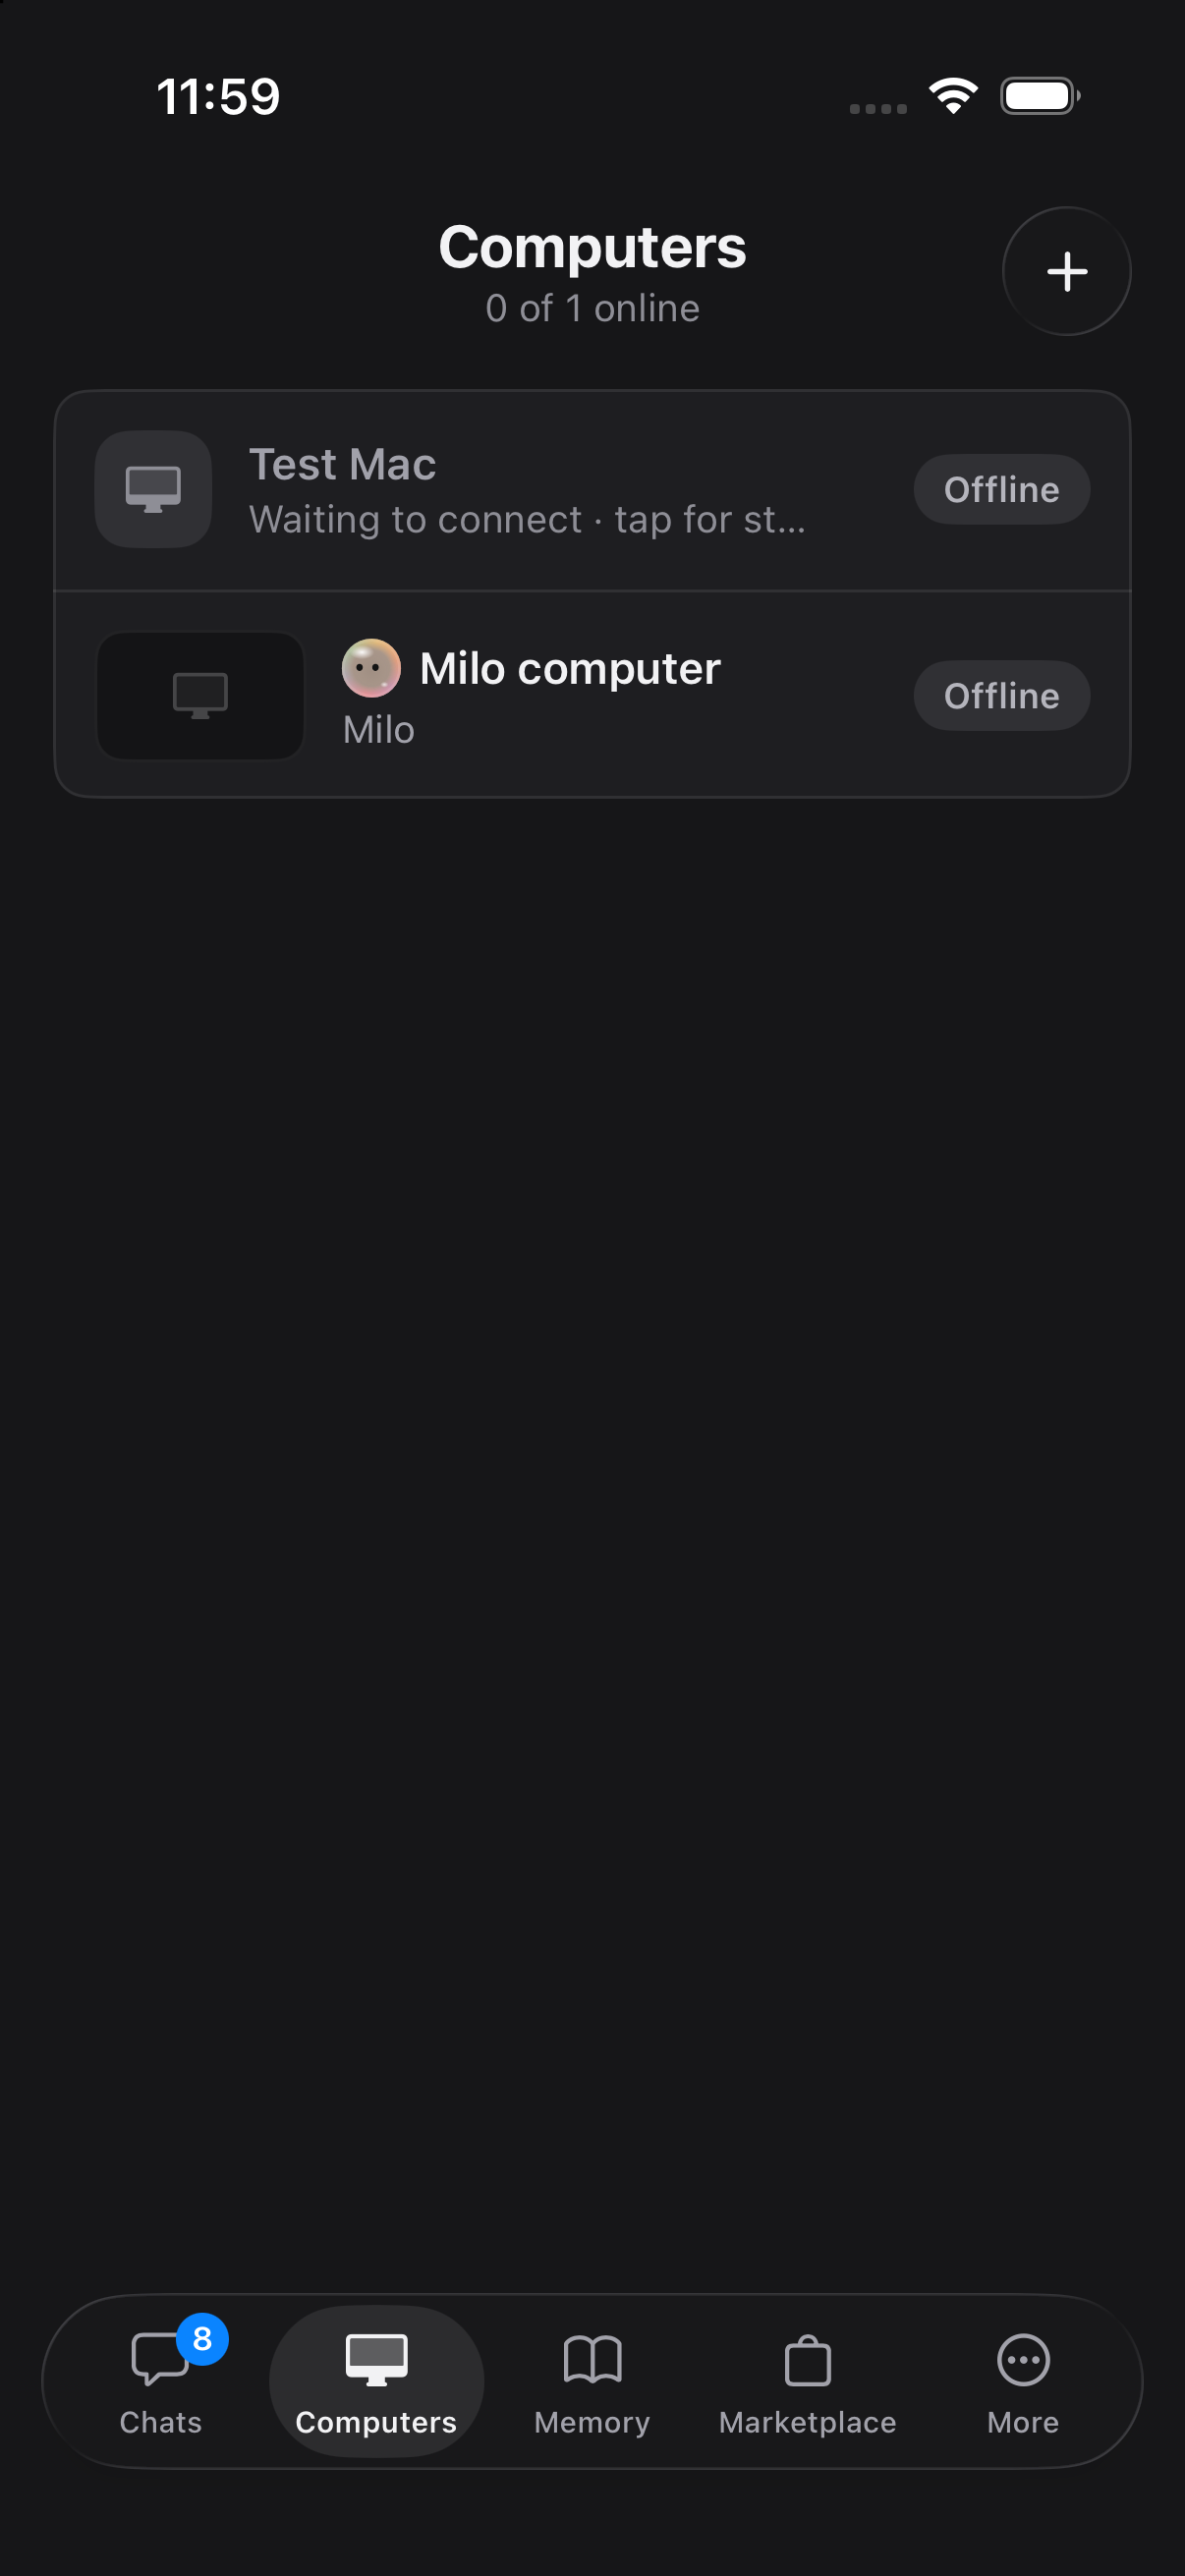 11:59
Computers
0 of 1 online
Test Mac
Waiting to connect · tap for st...
Offline
Milo computer
Milo
Offline
8
Chats
Computers
Memory
Marketplace
More